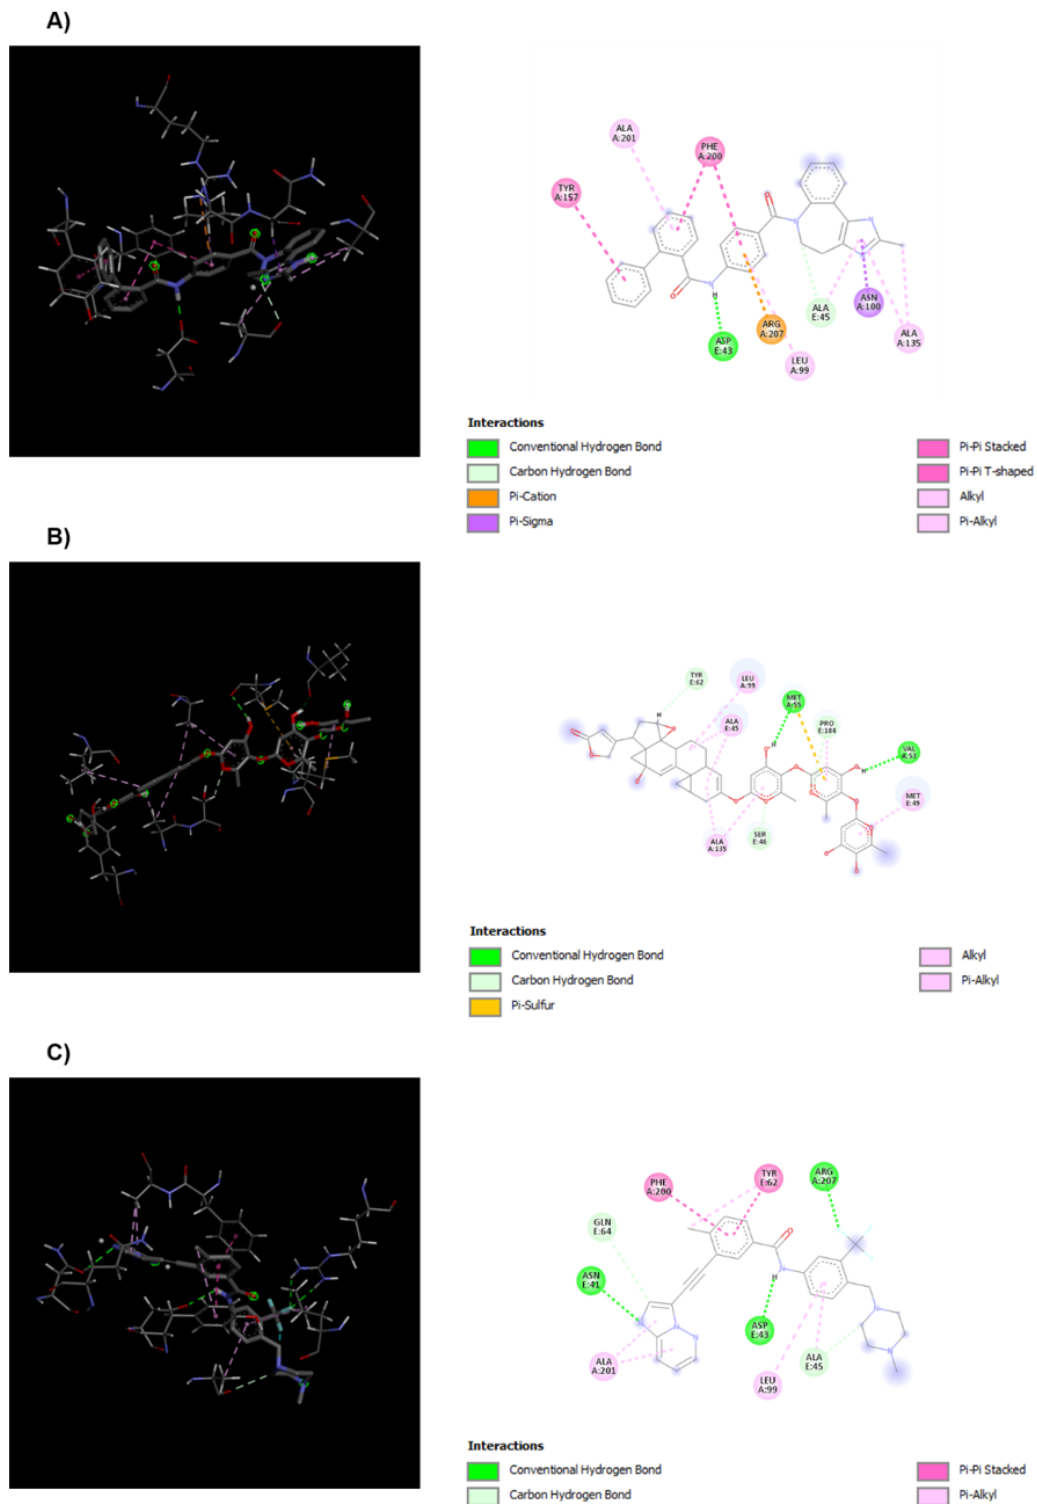 A)
ALA
A:201
PHE
A:200
TYR
A:157
ASP
E:43
ARG
A:207
LEU
A:99
ALA
E:45
ASN
A:100
ALA
A:135
Interactions
Conventional Hydrogen Bond
Carbon Hydrogen Bond
Pi-Cation
Pi-Sigma
Pi-Pi Stacked
Pi-Pi T-shaped
Alkyl
Pi-Alkyl
B)
TYR
E:62
LEU
A:99
ALA
E:45
MET
A:55
PRO
E:184
VAL
A:53
MET
E:49
SER
E:46
ALA
A:135
H
H
H
Interactions
Conventional Hydrogen Bond
Carbon Hydrogen Bond
Pi-Sulfur
Alkyl
Pi-Alkyl
C)
PHE
A:200
TYR
E:62
ARG
A:207
GLN
E:64
ASN
E:41
ALA
A:201
ASP
E:43
LEU
A:99
ALA
E:45
Interactions
Conventional Hydrogen Bond
Carbon Hydrogen Bond
Pi-Pi Stacked
Pi-Alkyl